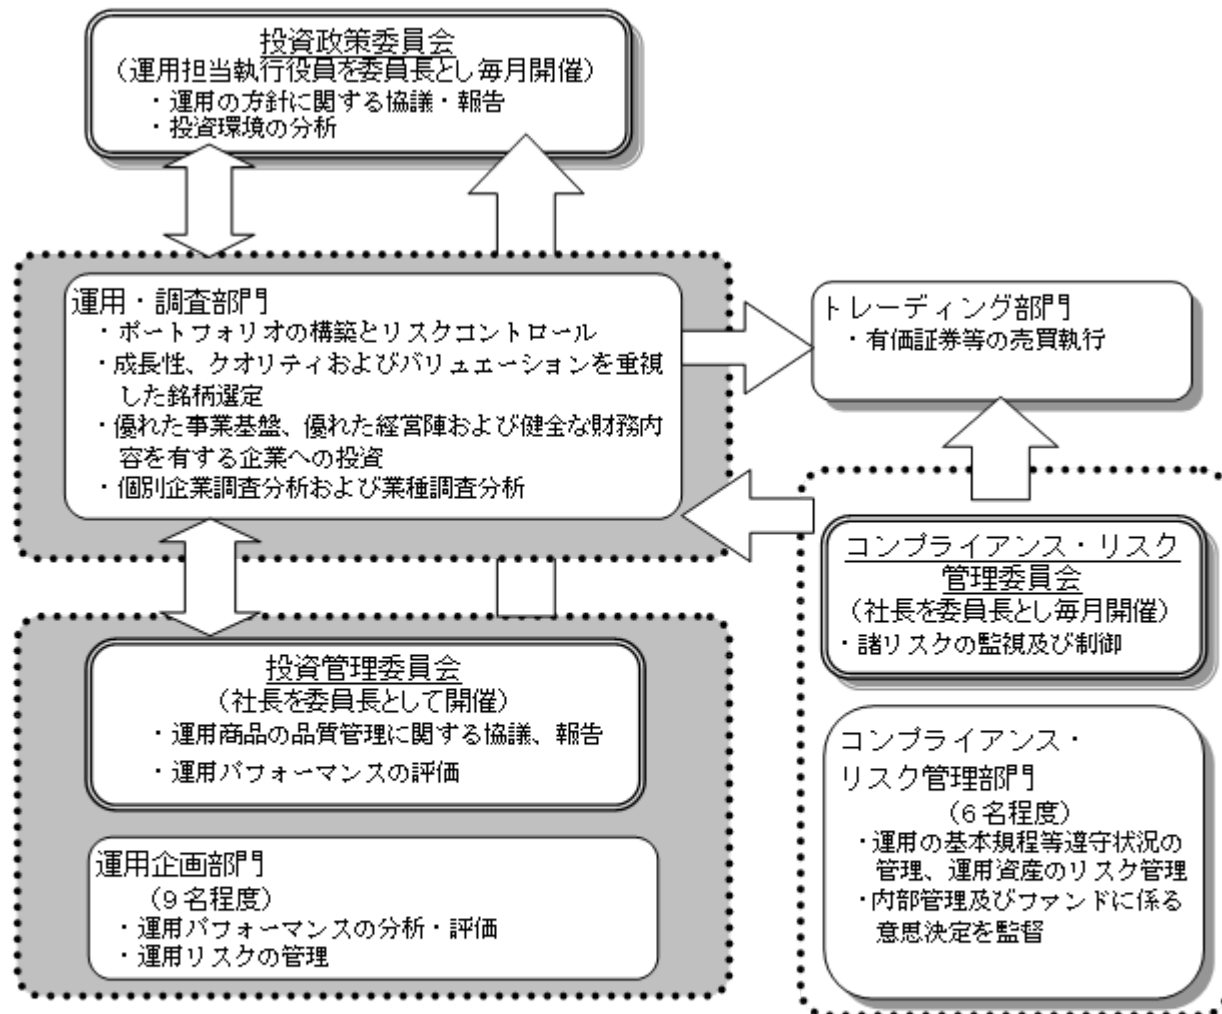 投資政策委員会
（運用担当執行役員を委員長とし毎月開催）
・運用の方針に関する協議・報告
・投資環境の分析
運用・調査部門
・ポートフォリオの構築とリスクコントロール
・成長性、クオリティおよびバリュエーションを重視
した銘柄選定
・優れた事業基盤、優れた経営陣および健全な財務内
容を有する企業への投資
・個別企業調査分析および業種調査分析
トレーディング部門
・有価証券等の売買執行
投資管理委員会
（社長を委員長として開催）
・運用商品の品質管理に関する協議、報告
・運用パフォーマンスの評価
運用企画部門
（９名程度）
・運用パフォーマンスの分析・評価
・運用リスクの管理
コンプライアンス・リスク
管理委員会
（社長を委員長とし毎月開催）
・諸リスクの監視及び制御
コンプライアンス・
リスク管理部門
（６名程度）
・運用の基本規程等遵守状況の
管理、運用資産のリスク管理
・内部管理及びファンドに係る
意思決定を監督